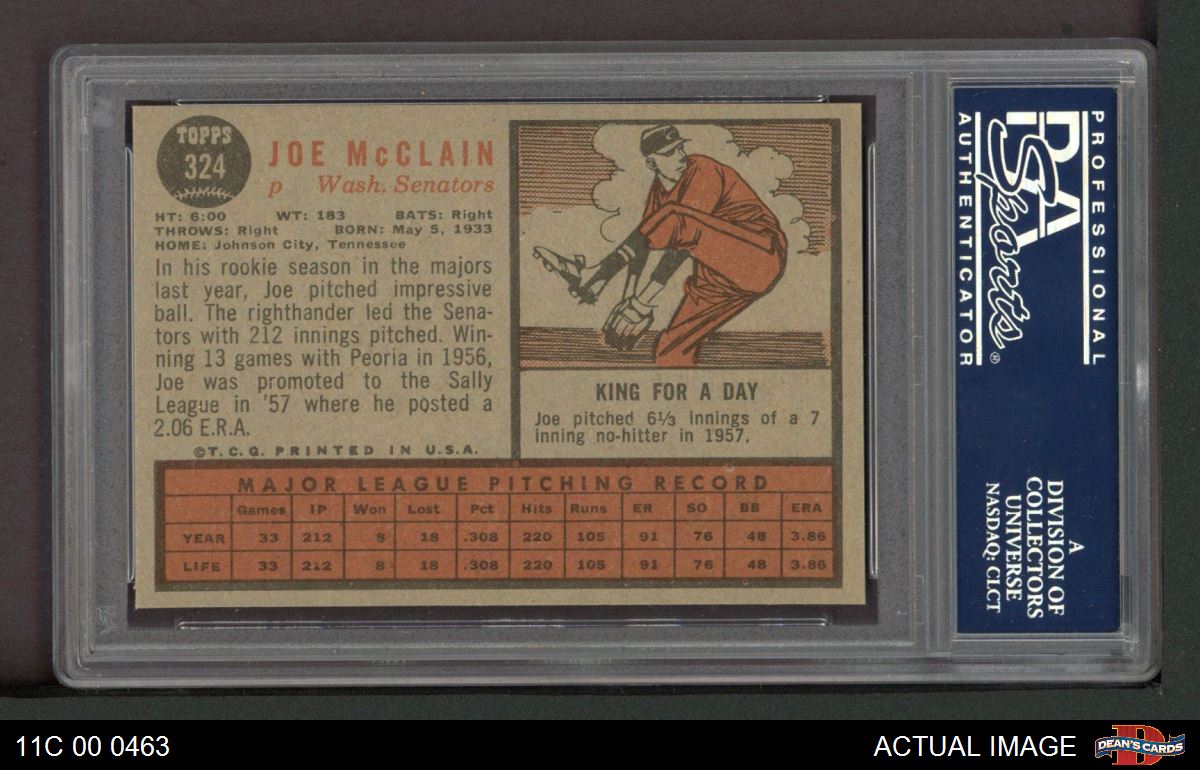 TOPPS
324
JOE McCLAIN
p Wash. Senators
HT: 6:00 WT: 183 BATS: Right
THROWS: Right BORN: May 5, 1933
HOME: Johnson City, Tennessee
In his rookie season in the majors
last year, Joe pitched impressive
ball. The righthander led the Sena-
tors with 212 innings pitched. Win-
ning 13 games with Peoria in 1956,
Joe was promoted to the Sally
League in '57 where he posted a
2.06 E.R.A.
©T.C.G. PRINTED IN U.S.A.
KING FOR A DAY
Joe pitched 6⅓ innings of a 7
inning no-hitter in 1957.
MAJOR LEAGUE PITCHING RECORD
Games IP Won Lost Pct Hits Runs ER SO BB ERA
YEAR 33 212 8 18 .308 220 105 91 76 48 3.86
LIFE 33 212 8 18 .308 220 105 91 76 48 3.86
PROFESSIONAL
PSA
Sports®
AUTHENTICATOR
A
DIVISION OF
COLLECTORS
UNIVERSE
NASDAQ: CLCT
11C 00 0463
ACTUAL IMAGE
D
DEAN'S CARDS